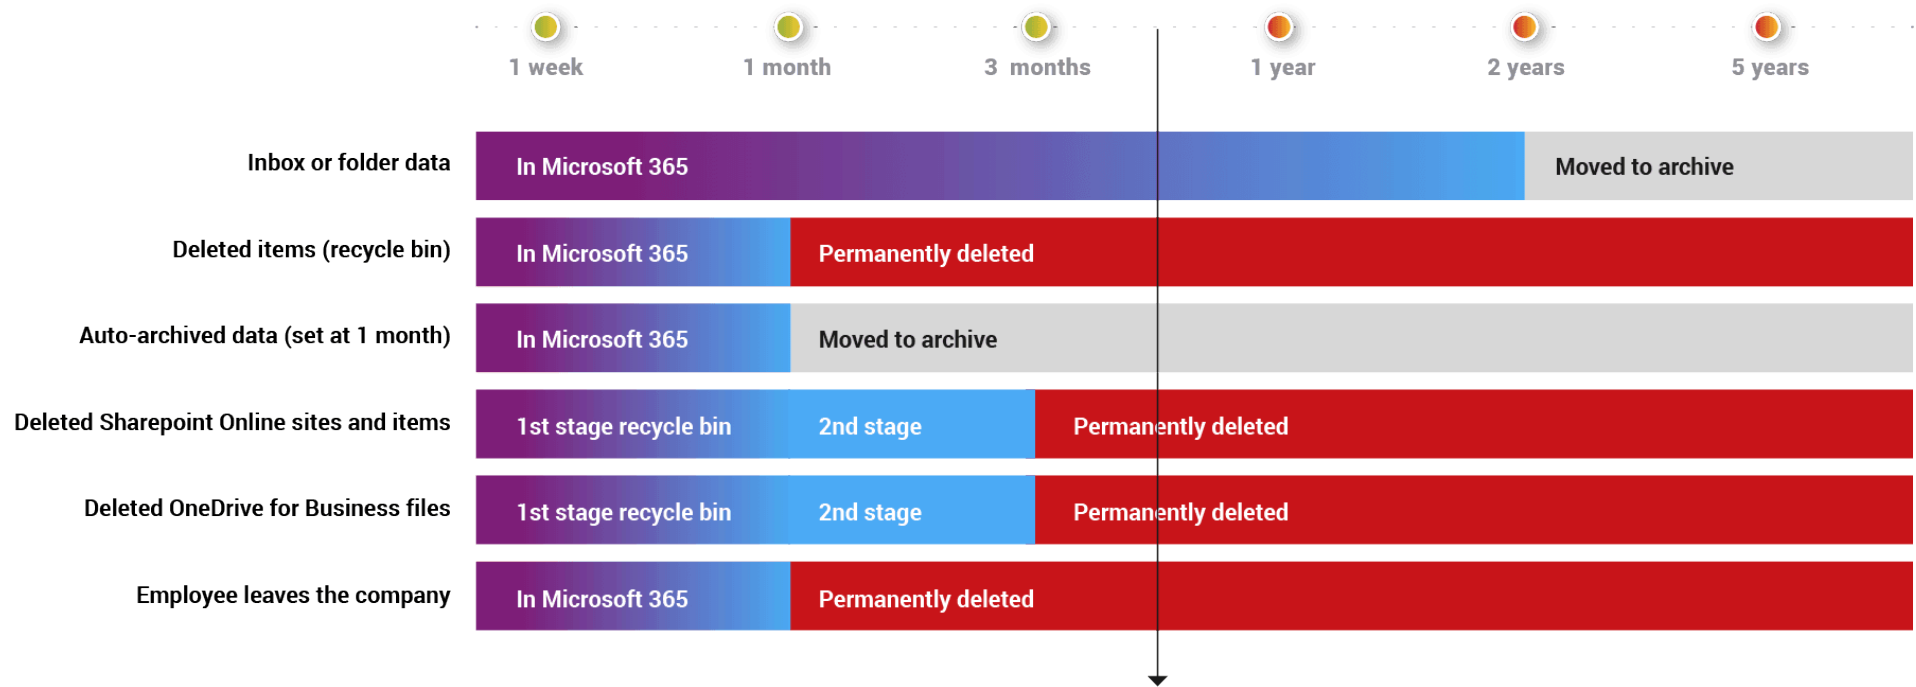 1 week 1 month 3 months 1 year 2 years 5 years
Inbox or folder data In Microsoft 365 Moved to archive
Deleted items (recycle bin) In Microsoft 365 Permanently deleted
Auto-archived data (set at 1 month) In Microsoft 365 Moved to archive
Deleted Sharepoint Online sites and items 1st stage recycle bin 2nd stage Permanently deleted
Deleted OneDrive for Business files 1st stage recycle bin 2nd stage Permanently deleted
Employee leaves the company In Microsoft 365 Permanently deleted